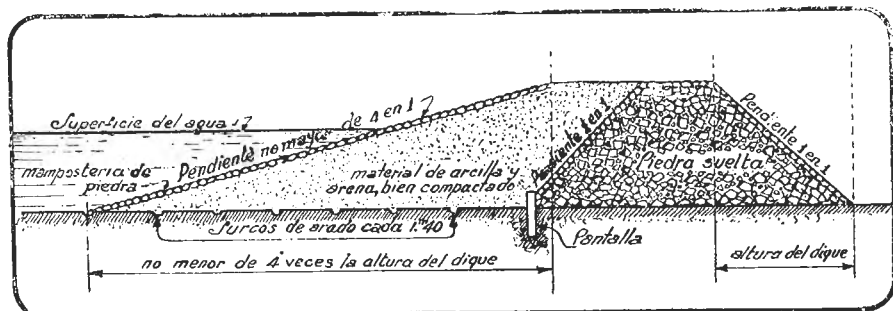 Superficie del agua
Pendiente no mayor de 4 en 1
mampostería de
piedra
material de arcilla y
arena, bien compactado
Pendiente 1 en 1
Piedra suelta
Pendiente 1 en 1
Surcos de arado cada 1.m40
Pantalla
no menor de 4 veces la altura del dique
altura del dique